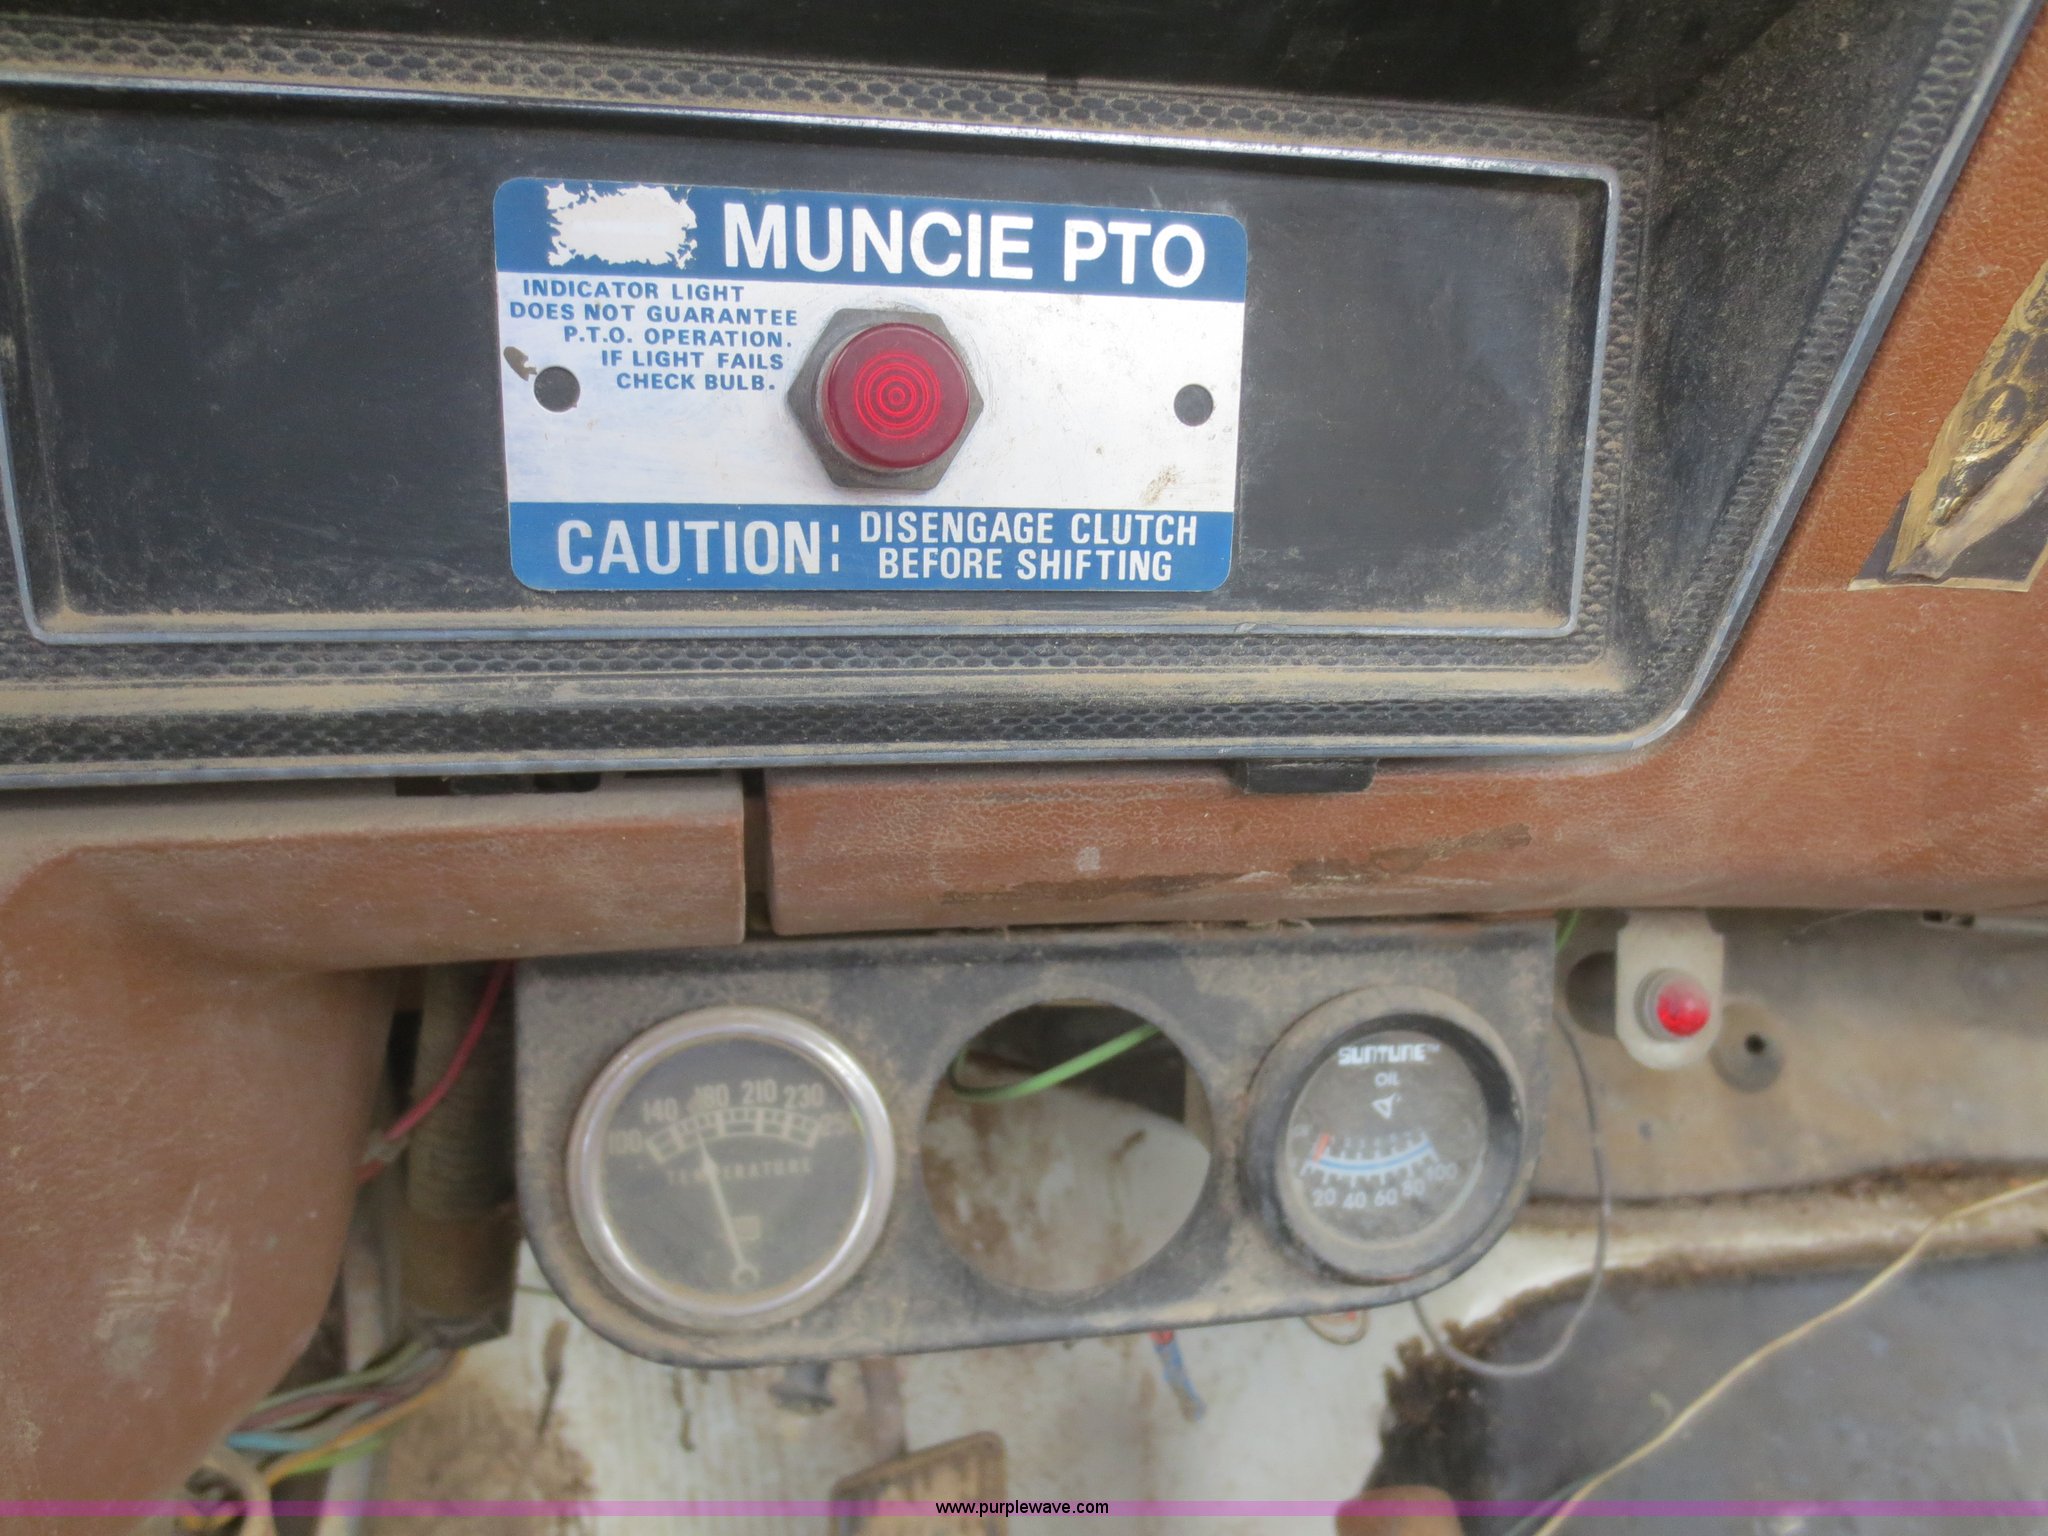 MUNCIE PTO
INDICATOR LIGHT
DOES NOT GUARANTEE
P.T.O. OPERATION.
IF LIGHT FAILS
CHECK BULB.
CAUTION: DISENGAGE CLUTCH
BEFORE SHIFTING
100 140 180 210 230
TEMPERATURE
SUNTUNE™
OIL
20 40 60 80 100
www.purplewave.com